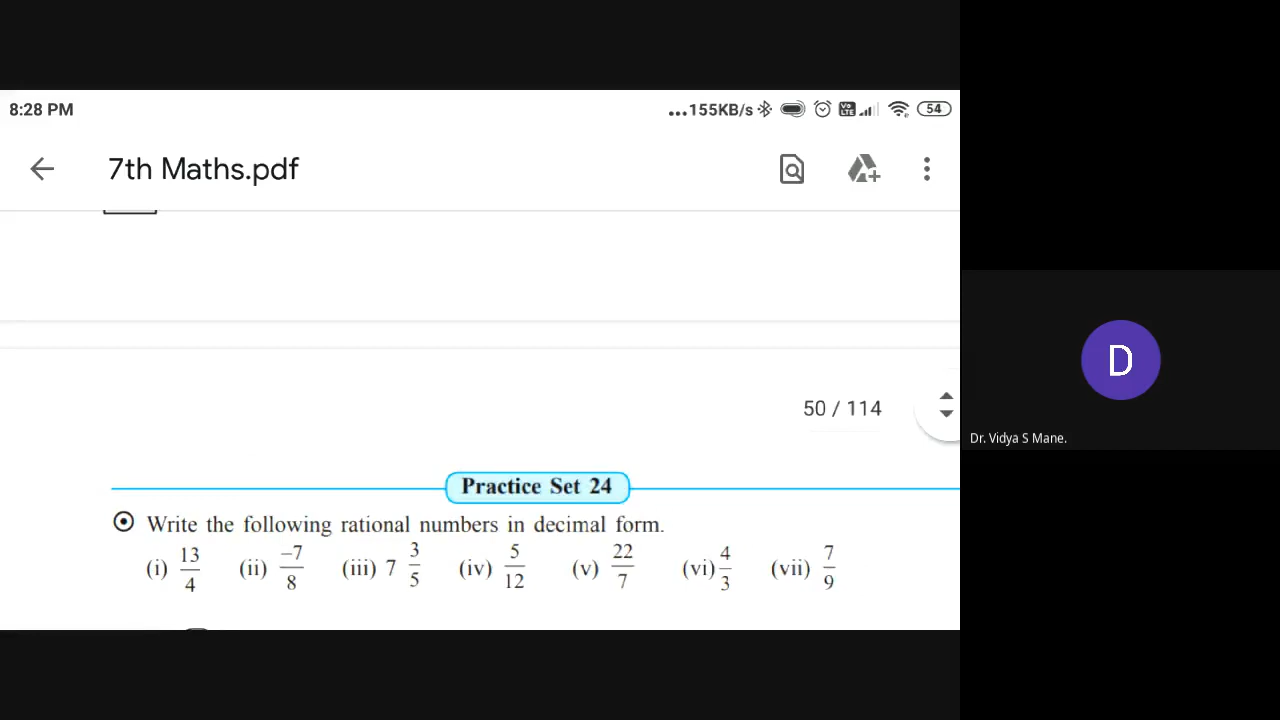 8:28 PM
...155KB/s Vo LTE 54
7th Maths.pdf
50 / 114
D
Dr. Vidya S Mane.
Practice Set 24
Write the following rational numbers in decimal form.
(i) 13/4 (ii) -7/8 (iii) 7 3/5 (iv) 5/12 (v) 22/7 (vi) 4/3 (vii) 7/9